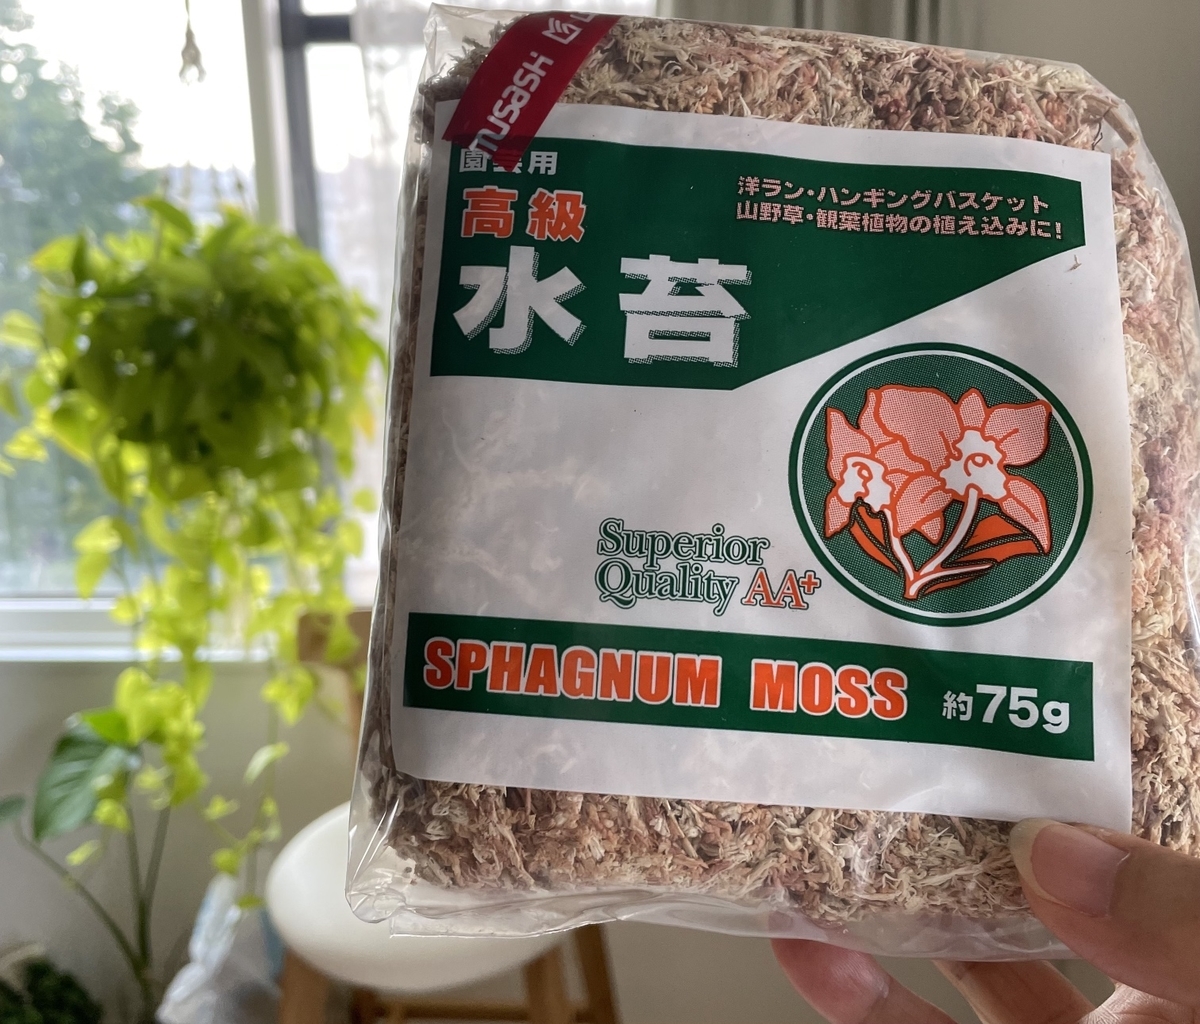 musash
園芸用
高級
水苔
洋ラン・ハンギングバスケット
山野草・観葉植物の植え込みに!
Superior
Quality AA+
SPHAGNUM MOSS 約75g